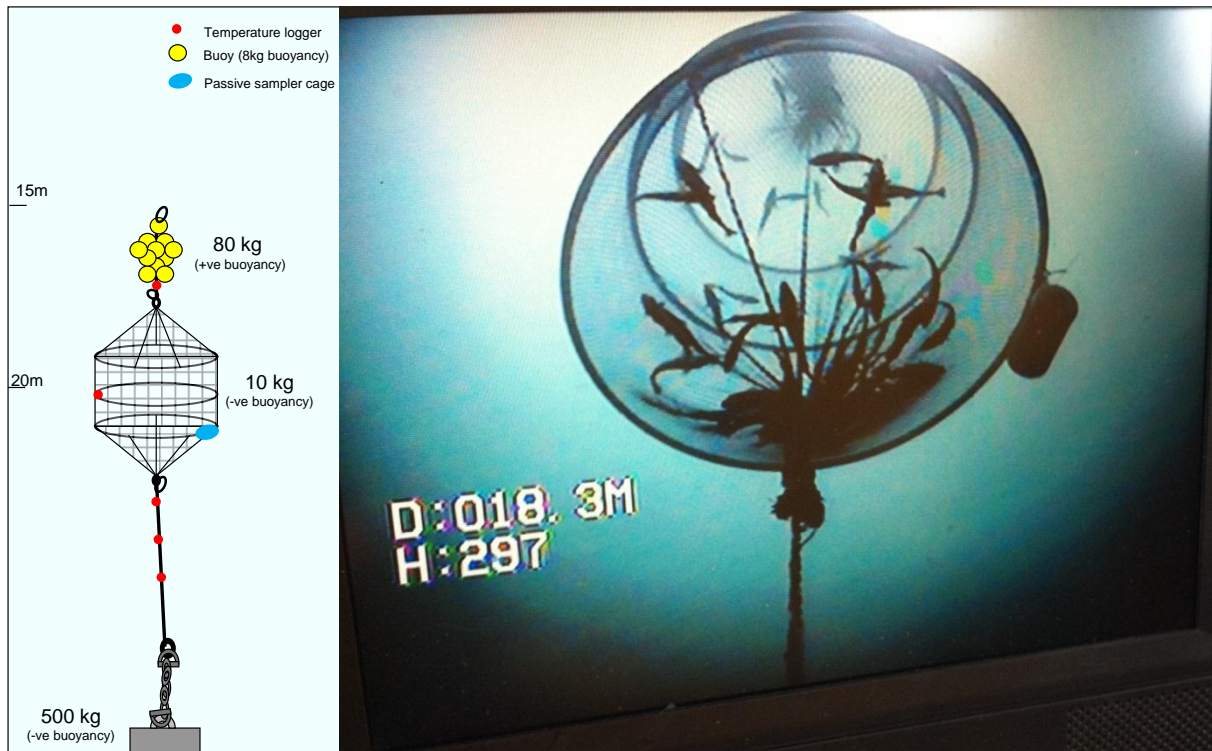 Temperature logger
Buoy (8kg buoyancy)
Passive sampler cage
15m
80 kg
(+ve buoyancy)
20m
10 kg
(-ve buoyancy)
500 kg
(-ve buoyancy)
D:018.3M
H:297